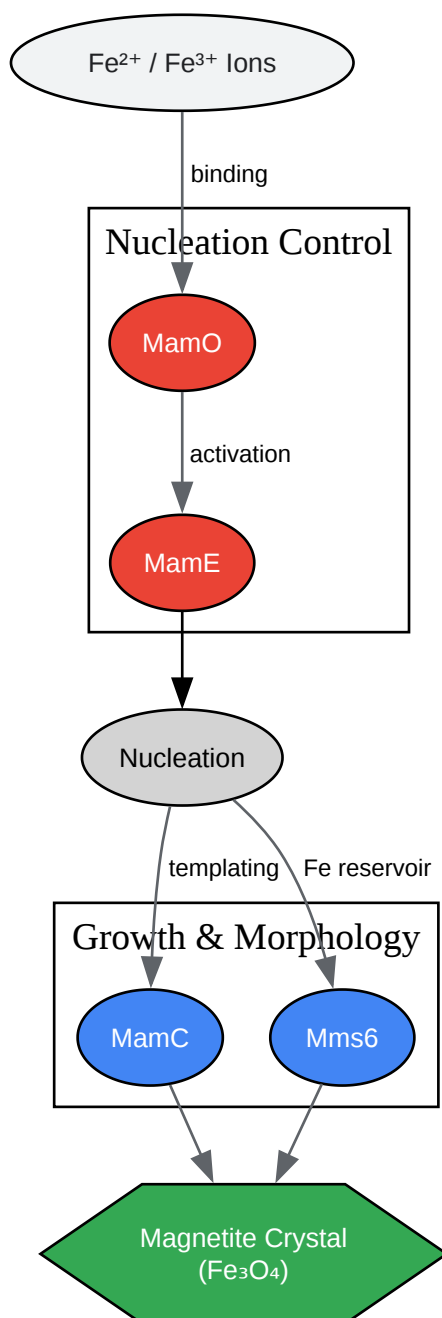 Fe²⁺ / Fe³⁺ Ions
binding
Nucleation Control
MamO
activation
MamE
Nucleation
templating
Fe reservoir
Growth & Morphology
MamC
Mms6
Magnetite Crystal
(Fe₃O₄)